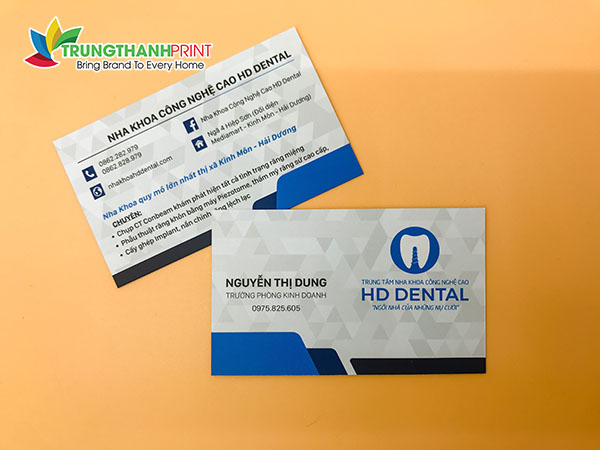 TRUNGTHANHPRINT
Bring Brand To Every Home
NHA KHOA CÔNG NGHỆ CAO HD DENTAL
0862.282.979
0862.828.979
nhakhoahddental.com
Nha Khoa Công Nghệ Cao HD Dental
Ngã 4 Hiệp Sơn (Đối diện
Mediamart - Kinh Môn - Hải Dương)
Nha Khoa quy mô lớn nhất thị xã Kinh Môn - Hải Dương
CHUYÊN:
• Chụp CT Conbeam khám phát hiện tất cả tình trạng răng miệng
• Phẫu thuật răng khôn bằng máy Piezotome, thẩm mỹ răng sứ cao cấp,
• Cấy ghép Implant, nắn chỉnh răng lệch lạc
NGUYỄN THỊ DUNG
TRƯỞNG PHÒNG KINH DOANH
0975.825.605
TRUNG TÂM NHA KHOA CÔNG NGHỆ CAO
HD DENTAL
"NGÔI NHÀ CỦA NHỮNG NỤ CƯỜI"